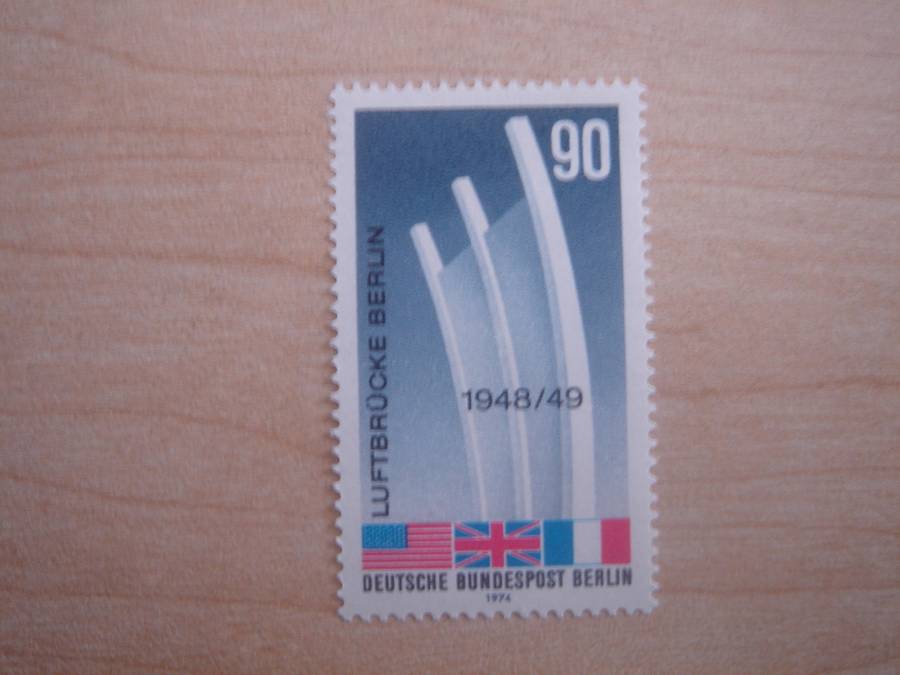 90
LUFTBRÜCKE BERLIN
1948/49
DEUTSCHE BUNDESPOST BERLIN
1974